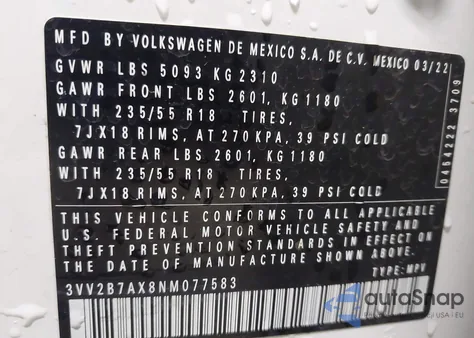 MFD BY VOLKSWAGEN DE MEXICO S.A. DE C.V. MEXICO 03/22
GVWR LBS 5093 KG 2310
GAWR FRONT LBS 2601, KG 1180
WITH 235/55 R18 TIRES,
7JX18 RIMS, AT 270 KPA, 39 PSI COLD
GAWR REAR LBS 2601, KG 1180
WITH 235/55 R18 TIRES,
7JX18 RIMS, AT 270 KPA, 39 PSI COLD
THIS VEHICLE CONFORMS TO ALL APPLICABLE
U.S. FEDERAL MOTOR VEHICLE SAFETY AND
THEFT PREVENTION STANDARDS IN EFFECT ON
THE DATE OF MANUFACTURE SHOWN ABOVE.
3VV2B7AX8NM077583 TYPE: MPV
0454222 3709
autoSnap
USA i EU